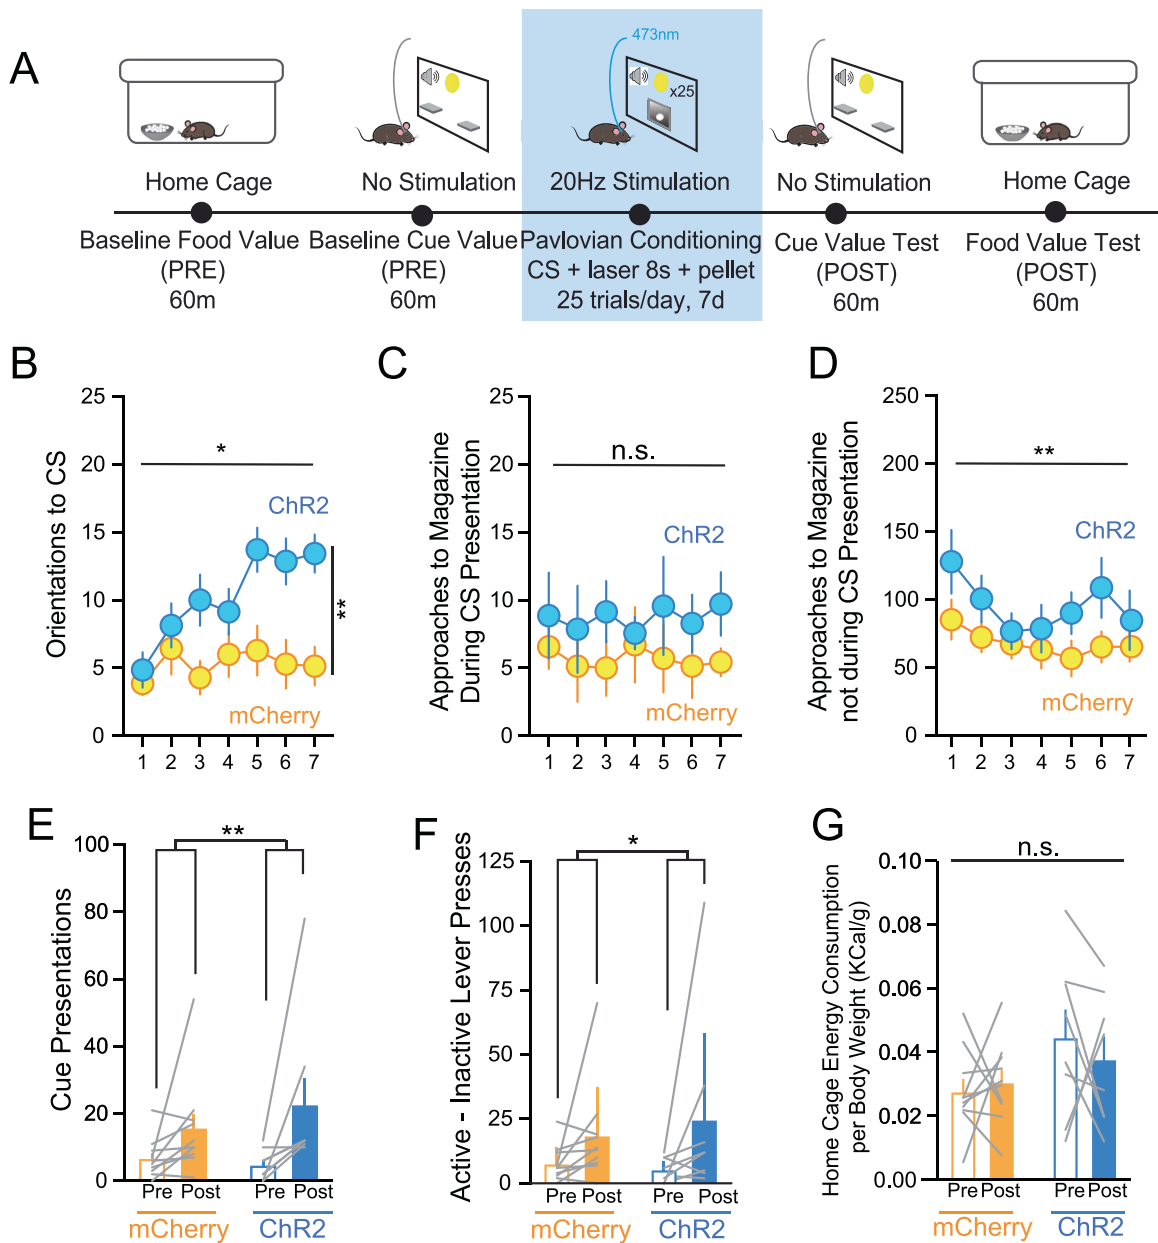 A
473nm
x25
Home Cage
No Stimulation
20Hz Stimulation
No Stimulation
Home Cage
Baseline Food Value
(PRE)
60m
Baseline Cue Value
(PRE)
60m
Pavlovian Conditioning
CS + laser 8s + pellet
25 trials/day, 7d
Cue Value Test
(POST)
60m
Food Value Test
(POST)
60m
B
Orientations to CS
25
20
15
10
5
0
*
ChR2
**
mCherry
1 2 3 4 5 6 7
C
Approaches to Magazine
During CS Presentation
25
20
15
10
5
0
n.s.
ChR2
mCherry
1 2 3 4 5 6 7
D
Approaches to Magazine
not during CS Presentation
250
200
150
100
50
0
**
ChR2
mCherry
1 2 3 4 5 6 7
E
Cue Presentations
100
80
60
40
20
0
**
Pre Post
Pre Post
mCherry
ChR2
F
Active - Inactive Lever Presses
125
100
75
50
25
0
*
Pre Post
Pre Post
mCherry
ChR2
G
Home Cage Energy Consumption
per Body Weight (KCal/g)
0.10
0.08
0.06
0.04
0.02
0.00
n.s.
Pre Post
Pre Post
mCherry
ChR2